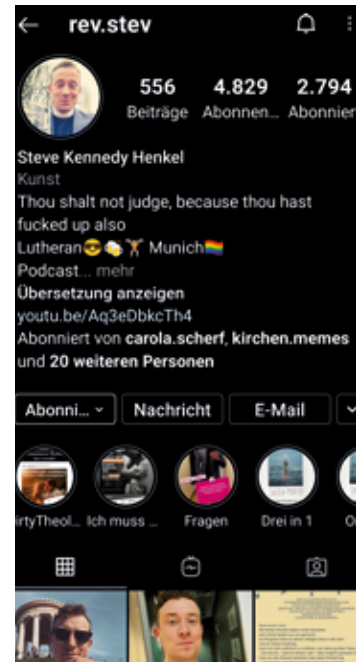 rev.stev
556 4.829 2.794
Beiträge Abonnen... Abonnier
Steve Kennedy Henkel
Kunst
Thou shalt not judge, because thou hast
fucked up also
Lutheran😎🍻🏋 Munich🏳️‍🌈
Podcast... mehr
Übersetzung anzeigen
youtu.be/Aq3eDbkcTh4
Abonniert von carola.scherf, kirchen.memes
und 20 weiteren Personen
Abonni... Nachricht E-Mail
irtyTheol... Ich muss ... Fragen Drei in 1